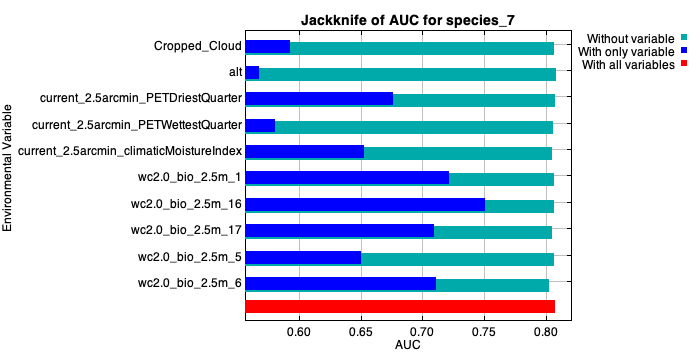 Jackknife of AUC for species_7
Without variable
With only variable
With all variables
Environmental Variable
Cropped_Cloud
alt
current_2.5arcmin_PETDriestQuarter
current_2.5arcmin_PETWettestQuarter
current_2.5arcmin_climaticMoistureIndex
wc2.0_bio_2.5m_1
wc2.0_bio_2.5m_16
wc2.0_bio_2.5m_17
wc2.0_bio_2.5m_5
wc2.0_bio_2.5m_6
0.60 0.65 0.70 0.75 0.80
AUC